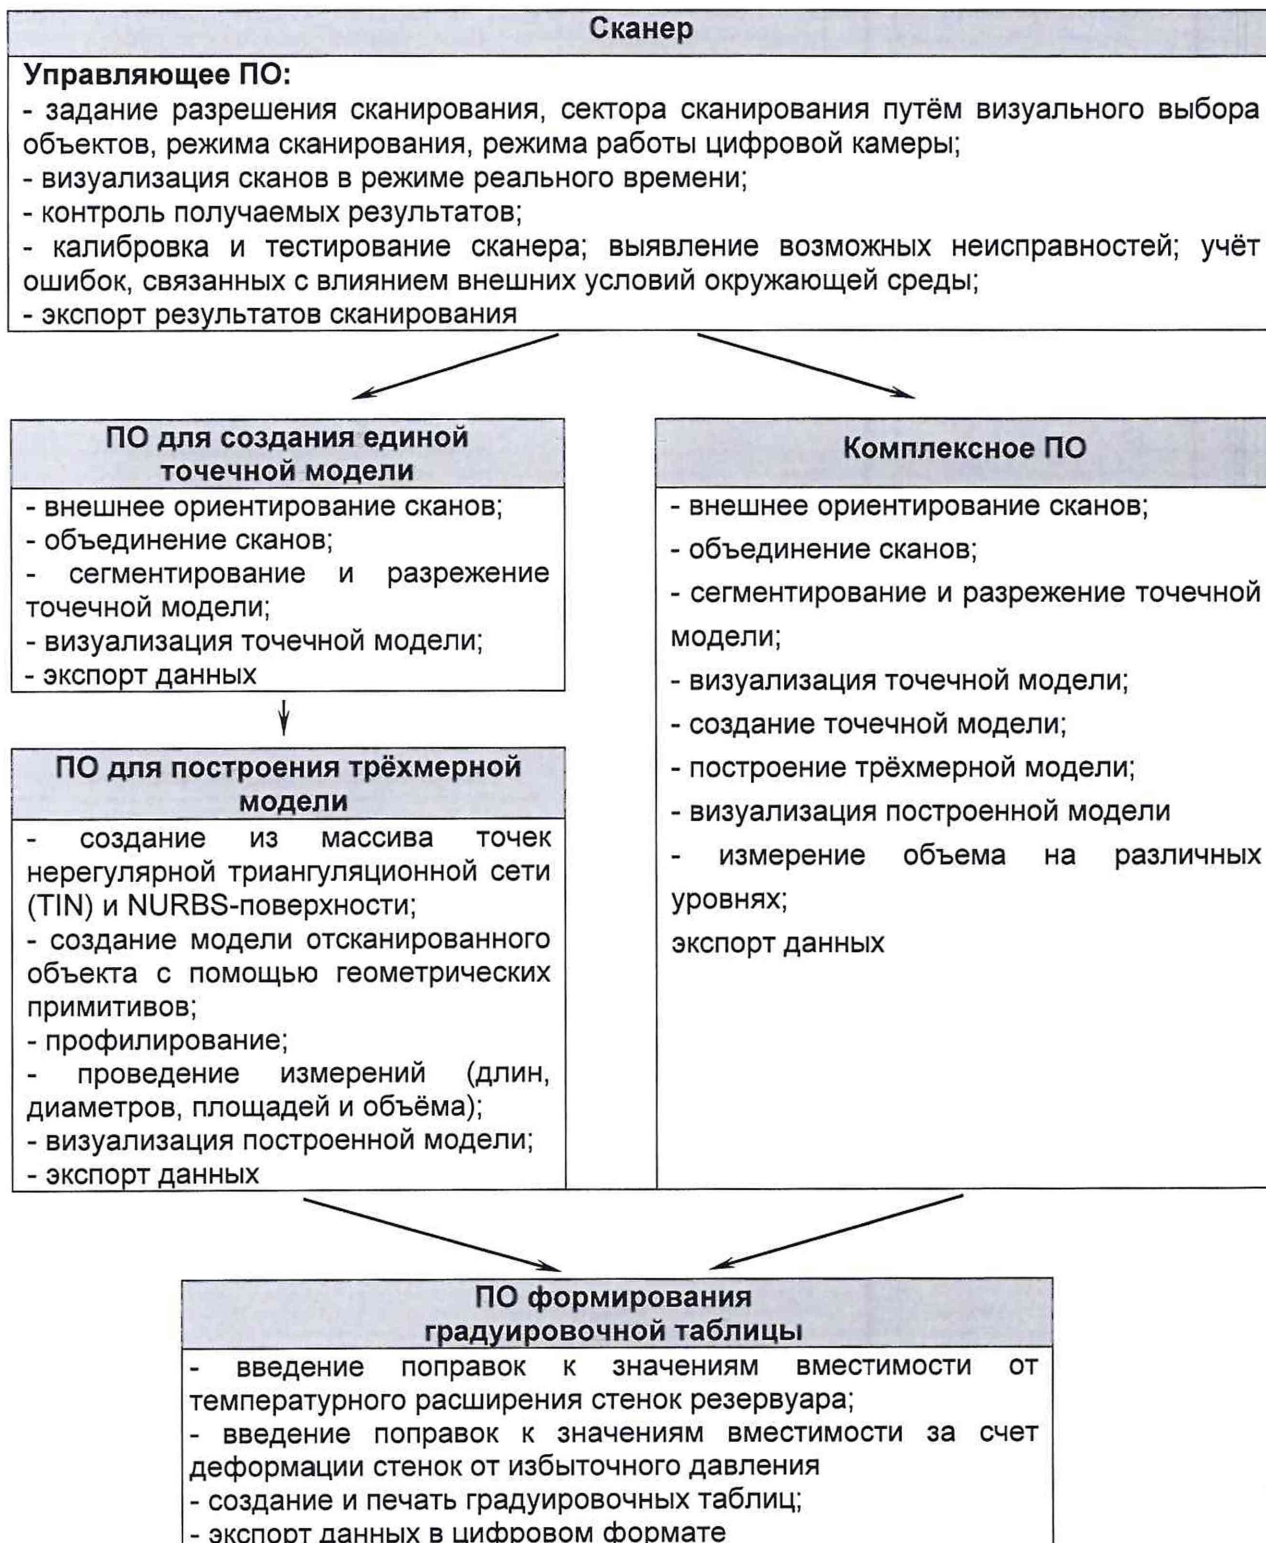 Сканер
Управляющее ПО:
- задание разрешения сканирования, сектора сканирования путём визуального выбора
объектов, режима сканирования, режима работы цифровой камеры;
- визуализация сканов в режиме реального времени;
- контроль получаемых результатов;
- калибровка и тестирование сканера; выявление возможных неисправностей; учёт
ошибок, связанных с влиянием внешних условий окружающей среды;
- экспорт результатов сканирования
ПО для создания единой
точечной модели
- внешнее ориентирование сканов;
- объединение сканов;
- сегментирование и разрежение
точечной модели;
- визуализация точечной модели;
- экспорт данных
ПО для построения трёхмерной
модели
- создание из массива точек
нерегулярной триангуляционной сети
(TIN) и NURBS-поверхности;
- создание модели отсканированного
объекта с помощью геометрических
примитивов;
- профилирование;
- проведение измерений (длин,
диаметров, площадей и объёма);
- визуализация построенной модели;
- экспорт данных
Комплексное ПО
- внешнее ориентирование сканов;
- объединение сканов;
- сегментирование и разрежение точечной
модели;
- визуализация точечной модели;
- создание точечной модели;
- построение трёхмерной модели;
- визуализация построенной модели
- измерение объема на различных
уровнях;
экспорт данных
ПО формирования
градуировочной таблицы
- введение поправок к значениям вместимости от
температурного расширения стенок резервуара;
- введение поправок к значениям вместимости за счет
деформации стенок от избыточного давления
- создание и печать градуировочных таблиц;
- экспорт данных в цифровом формате